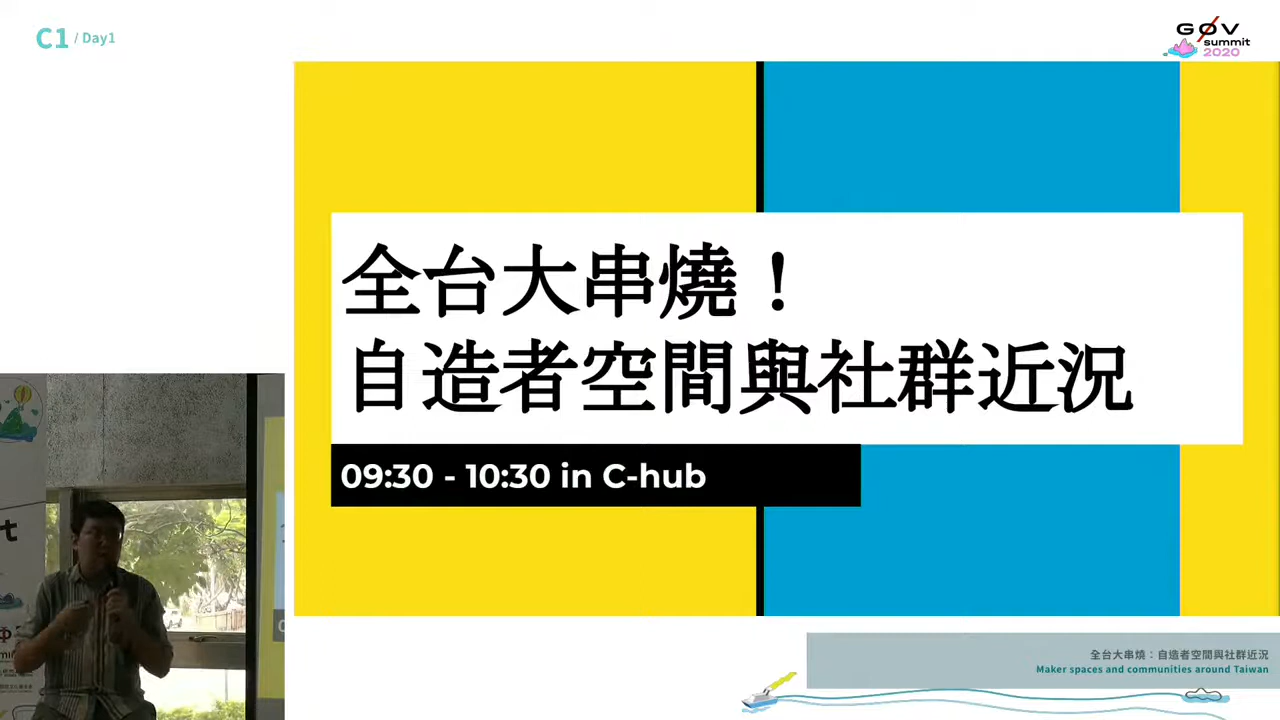 C1 / Day1
GØV
summit
2020
全台大串燒！
自造者空間與社群近況
09:30 - 10:30 in C-hub
全台大串燒：自造者空間與社群近況
Maker spaces and communities around Taiwan